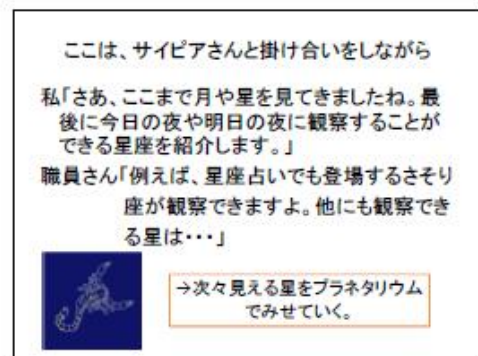 ここは、サイピアさんと掛け合いをしながら
私「さあ、ここまで月や星を見てきましたね。最
後に今日の夜や明日の夜に観察することが
できる星座を紹介します。」
職員さん「例えば、星座占いでも登場するさそり
座が観察できますよ。他にも観察でき
る星は・・・」
→次々見える星をプラネタリウム
でみせていく。